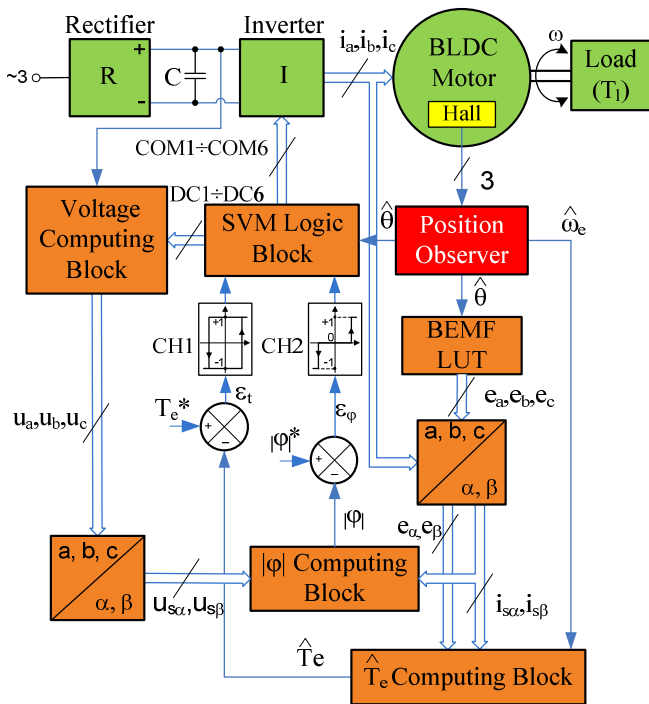 Rectifier
Inverter
~3
R
+
-
C
I
i_a,i_b,i_c
BLDC
Motor
Hall
ω
Load
(T_l)
COM1÷COM6
3
DC1÷DC6
Voltage
Computing
Block
SVM Logic
Block
θ̂
Position
Observer
ω̂_e
θ̂
BEMF
LUT
CH1
+1
-1
CH2
+1
0
-1
e_a,e_b,e_c
u_a,u_b,u_c
T_e*
ε_t
+
-
|φ|*
ε_φ
+
-
a, b, c
α, β
|φ|
e_α,e_β
a, b, c
α, β
u_sα,u_sβ
|φ| Computing
Block
i_sα,i_sβ
T̂e
T̂_e Computing Block